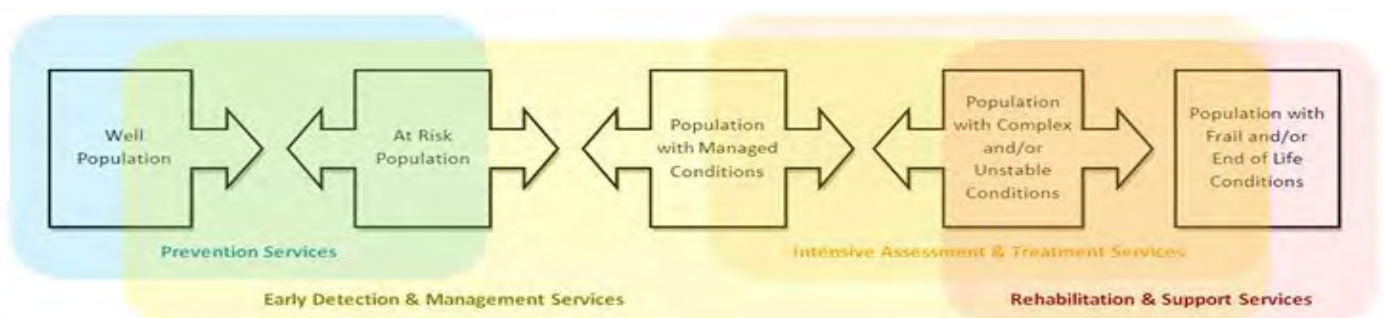 Well
Population
At Risk
Population
Population
with Managed
Conditions
Population
with Complex
and/or
Unstable
Conditions
Population with
Frail and/or
End of Life
Conditions
Prevention Services
Intensive Assessment & Treatment Services
Early Detection & Management Services
Rehabilitation & Support Services